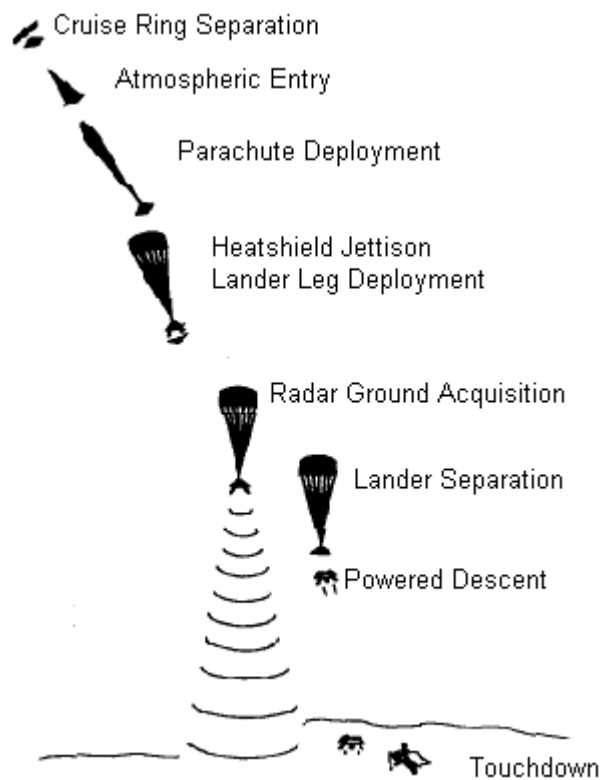 Cruise Ring Separation
Atmospheric Entry
Parachute Deployment
Heatshield Jettison
Lander Leg Deployment
Radar Ground Acquisition
Lander Separation
Powered Descent
Touchdown